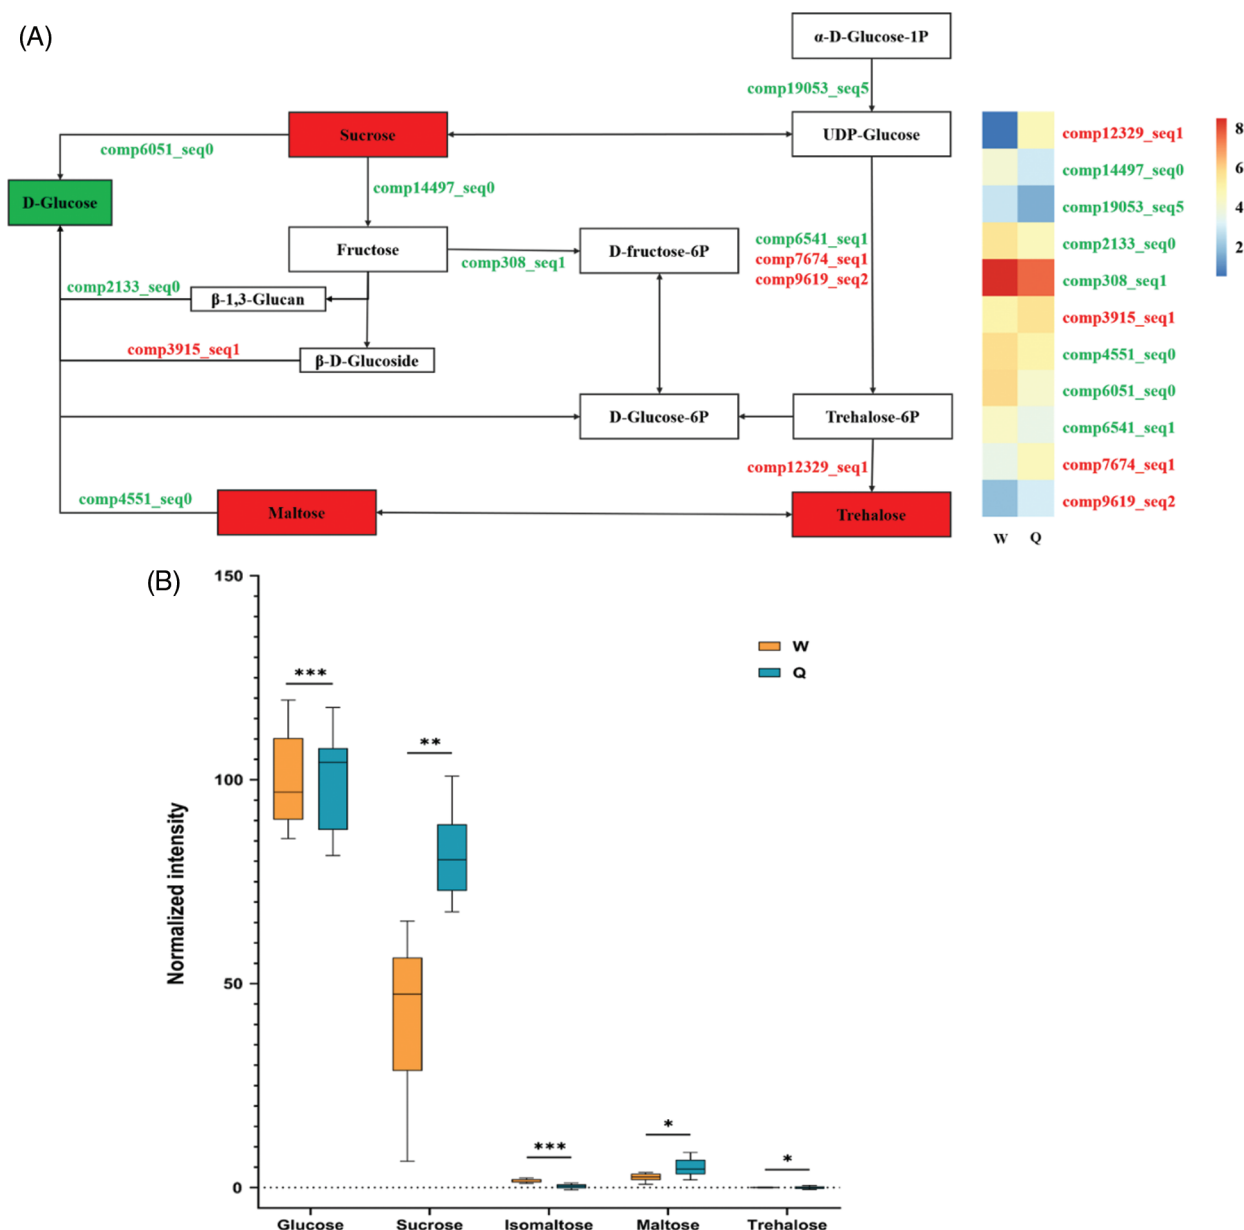 (A)
α-D-Glucose-1P
comp19053_seq5
Sucrose
UDP-Glucose
comp6051_seq0
comp14497_seq0
D-Glucose
Fructose
D-fructose-6P
comp308_seq1
comp6541_seq1
comp7674_seq1
comp9619_seq2
comp2133_seq0
β-1,3-Glucan
comp3915_seq1
β-D-Glucoside
D-Glucose-6P
Trehalose-6P
comp12329_seq1
comp4551_seq0
Maltose
Trehalose
comp12329_seq1
comp14497_seq0
comp19053_seq5
comp2133_seq0
comp308_seq1
comp3915_seq1
comp4551_seq0
comp6051_seq0
comp6541_seq1
comp7674_seq1
comp9619_seq2
W Q
8
6
4
2
(B)
150
100
50
0
Normalized intensity
W
Q
***
**
***
*
*
Glucose Sucrose Isomaltose Maltose Trehalose